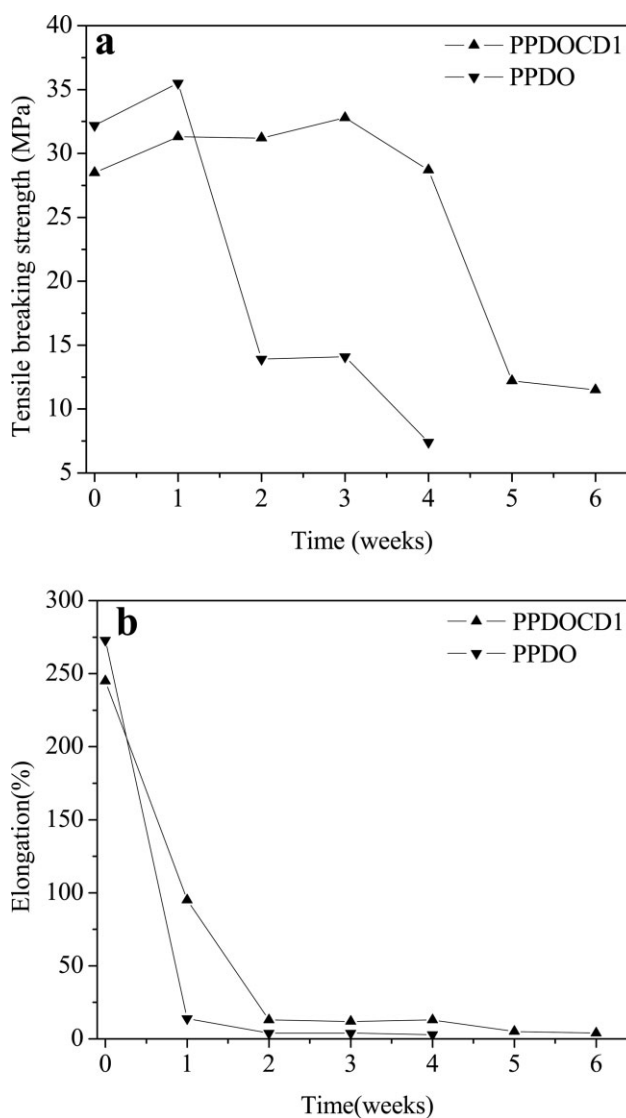 a
PPDOCD1
PPDO
Tensile breaking strength (MPa)
40
35
30
25
20
15
10
5
0 1 2 3 4 5 6
Time (weeks)
b
PPDOCD1
PPDO
Elongation(%)
300
250
200
150
100
50
0
0 1 2 3 4 5 6
Time(weeks)